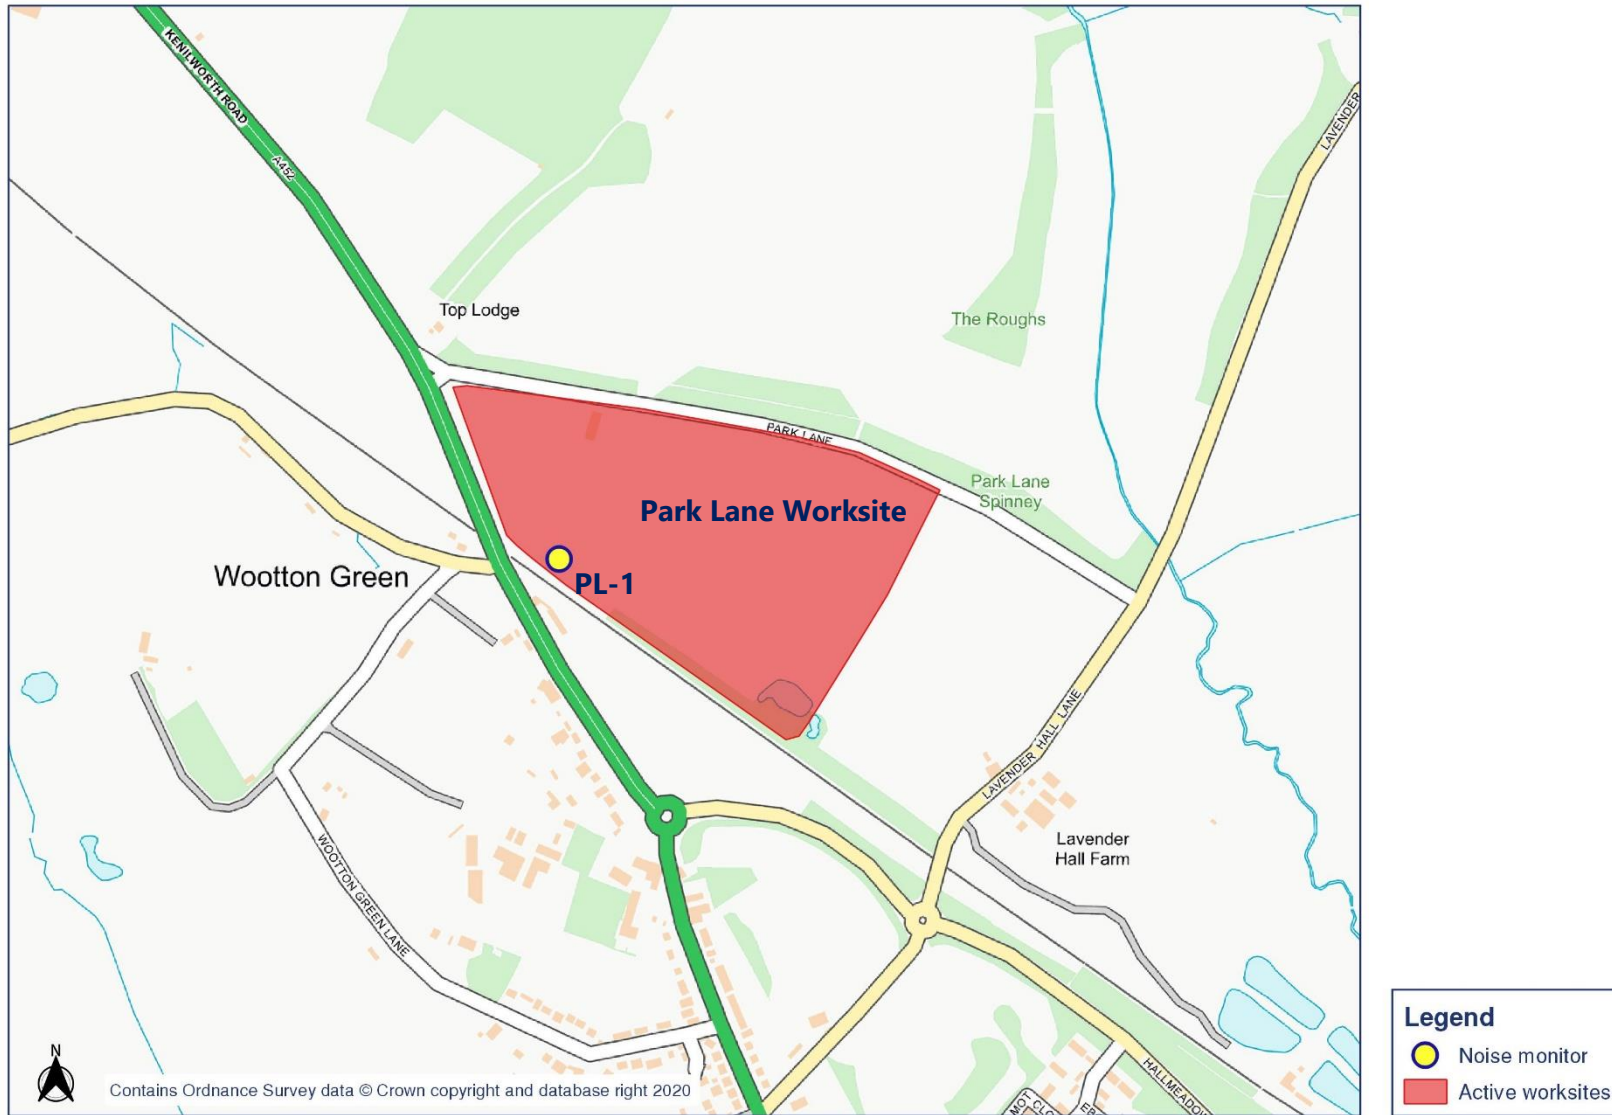 KENILWORTH ROAD
A452
LAVENDER
Top Lodge
The Roughs
PARK LANE
Park Lane
Spinney
Park Lane Worksite
Wootton Green
PL-1
LAVENDER HALL LANE
Lavender
Hall Farm
WOOTTON GREEN LANE
N
Contains Ordnance Survey data © Crown copyright and database right 2020
HALLMEADOW
Legend
Noise monitor
Active worksites